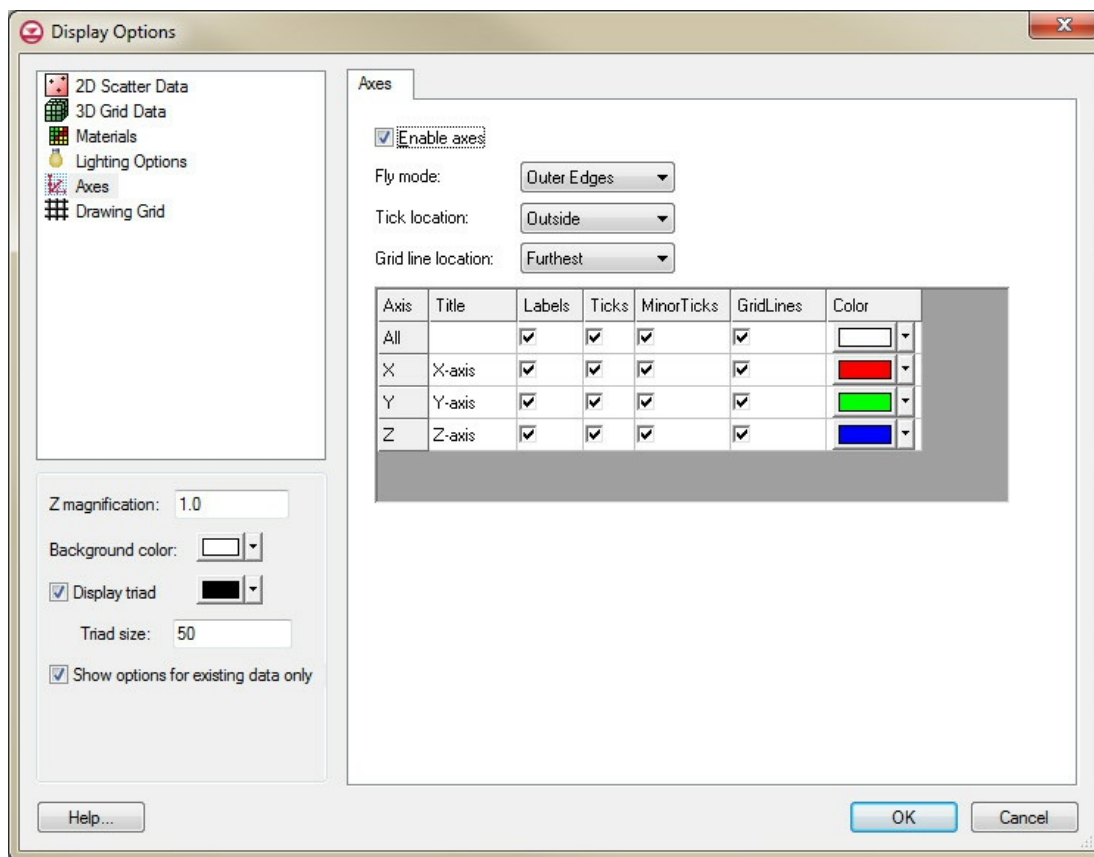 Display Options
x
2D Scatter Data
3D Grid Data
Materials
Lighting Options
Axes
Drawing Grid
Z magnification: 1.0
Background color:
Display triad
Triad size: 50
Show options for existing data only
Axes
Enable axes
Fly mode: Outer Edges
Tick location: Outside
Grid line location: Furthest
Axis Title Labels Ticks MinorTicks GridLines Color
All
X X-axis
Y Y-axis
Z Z-axis
Help... OK Cancel